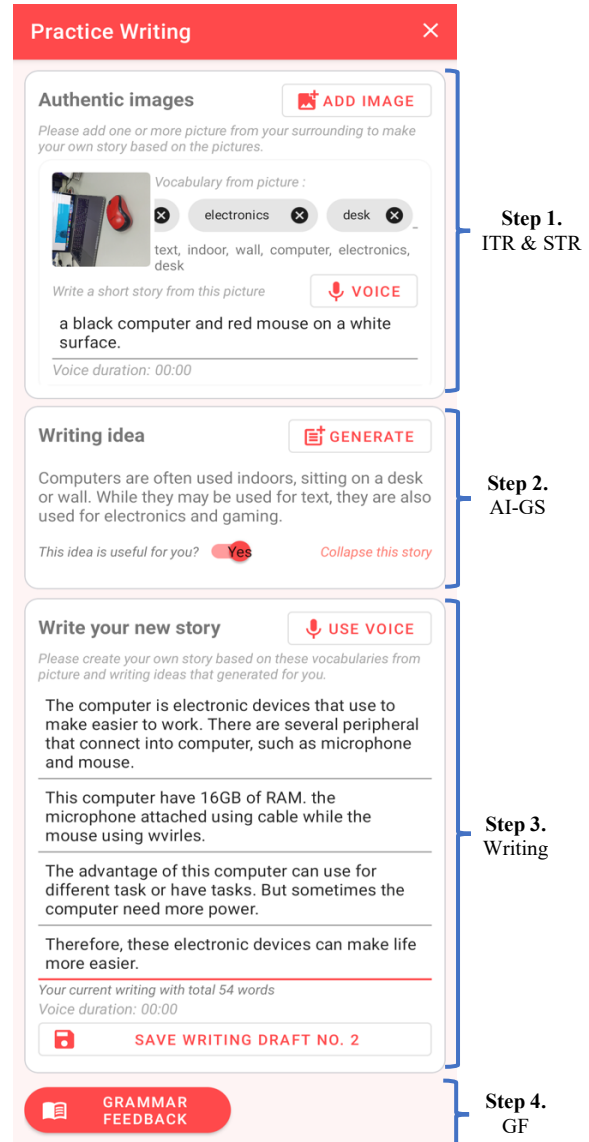 Practice Writing
Authentic images
ADD IMAGE
Please add one or more picture from your surrounding to make
your own story based on the pictures.
Vocabulary from picture :
electronics
desk
text, indoor, wall, computer, electronics,
desk
Write a short story from this picture
VOICE
a black computer and red mouse on a white
surface.
Voice duration: 00:00
Step 1.
ITR & STR
Writing idea
GENERATE
Computers are often used indoors, sitting on a desk
or wall. While they may be used for text, they are also
used for electronics and gaming.
This idea is useful for you?
Yes
Collapse this story
Step 2.
AI-GS
Write your new story
USE VOICE
Please create your own story based on these vocabularies from
picture and writing ideas that generated for you.
The computer is electronic devices that use to
make easier to work. There are several peripheral
that connect into computer, such as microphone
and mouse.
This computer have 16GB of RAM. the
microphone attached using cable while the
mouse using wvirles.
The advantage of this computer can use for
different task or have tasks. But sometimes the
computer need more power.
Therefore, these electronic devices can make life
more easier.
Your current writing with total 54 words
Voice duration: 00:00
SAVE WRITING DRAFT NO. 2
Step 3.
Writing
GRAMMAR
FEEDBACK
Step 4.
GF